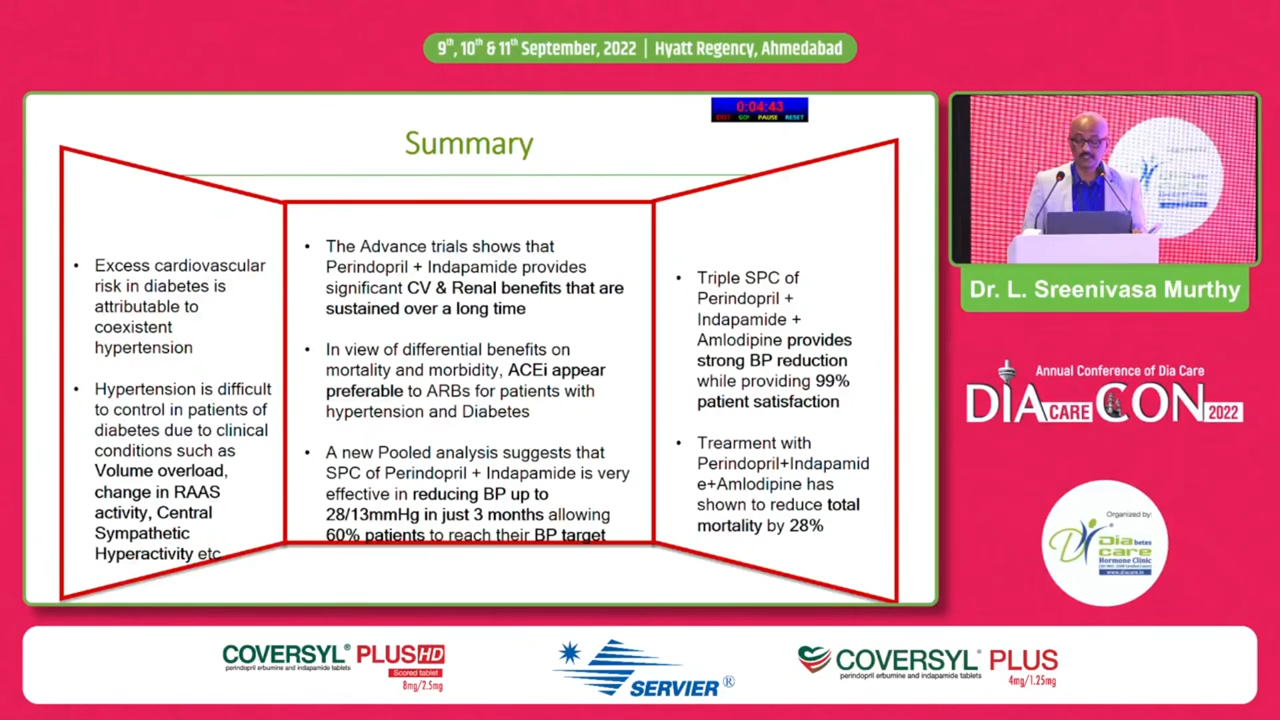 9th, 10th & 11th September, 2022 | Hyatt Regency, Ahmedabad
0:04:43
EXIT GO! PAUSE RESET
Summary
• Excess cardiovascular
risk in diabetes is
attributable to
coexistent
hypertension
• Hypertension is difficult
to control in patients of
diabetes due to clinical
conditions such as
Volume overload,
change in RAAS
activity, Central
Sympathetic
Hyperactivity etc
• The Advance trials shows that
Perindopril + Indapamide provides
significant CV & Renal benefits that are
sustained over a long time
• In view of differential benefits on
mortality and morbidity, ACEi appear
preferable to ARBs for patients with
hypertension and Diabetes
• A new Pooled analysis suggests that
SPC of Perindopril + Indapamide is very
effective in reducing BP up to
28/13mmHg in just 3 months allowing
60% patients to reach their BP target
• Triple SPC of
Perindopril +
Indapamide +
Amlodipine provides
strong BP reduction
while providing 99%
patient satisfaction
• Trearment with
Perindopril+Indapamid
e+Amlodipine has
shown to reduce total
mortality by 28%
Dr. L. Sreenivasa Murthy
Annual Conference of Dia Care
DIA CARE CON 2022
Organized by:
Diabetes
care
Hormone Clinic
www.diacare.in
COVERSYL® PLUS HD
perindopril erbumine and indapamide tablets
Scored tablet
8mg/2.5mg
SERVIER®
COVERSYL® PLUS
perindopril erbumine and indapamide tablets
4mg/1.25mg